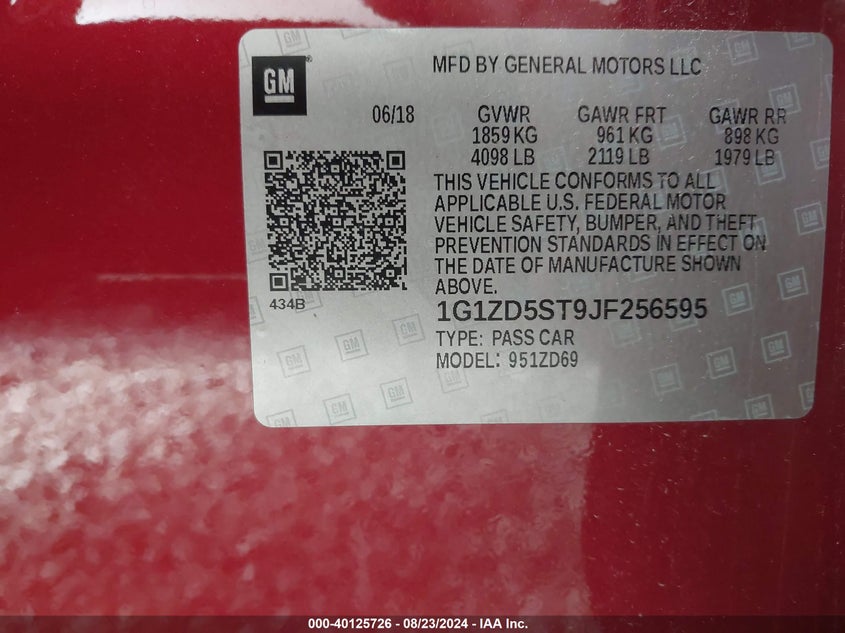 GM
MFD BY GENERAL MOTORS LLC
06/18 GVWR GAWR FRT GAWR RR
1859 KG 961 KG 898 KG
4098 LB 2119 LB 1979 LB
THIS VEHICLE CONFORMS TO ALL
APPLICABLE U.S. FEDERAL MOTOR
VEHICLE SAFETY, BUMPER, AND THEFT
PREVENTION STANDARDS IN EFFECT ON
THE DATE OF MANUFACTURE SHOWN
ABOVE.
434B
1G1ZD5ST9JF256595
TYPE: PASS CAR
MODEL: 951ZD69
000-40125726 - 08/23/2024 - IAA Inc.